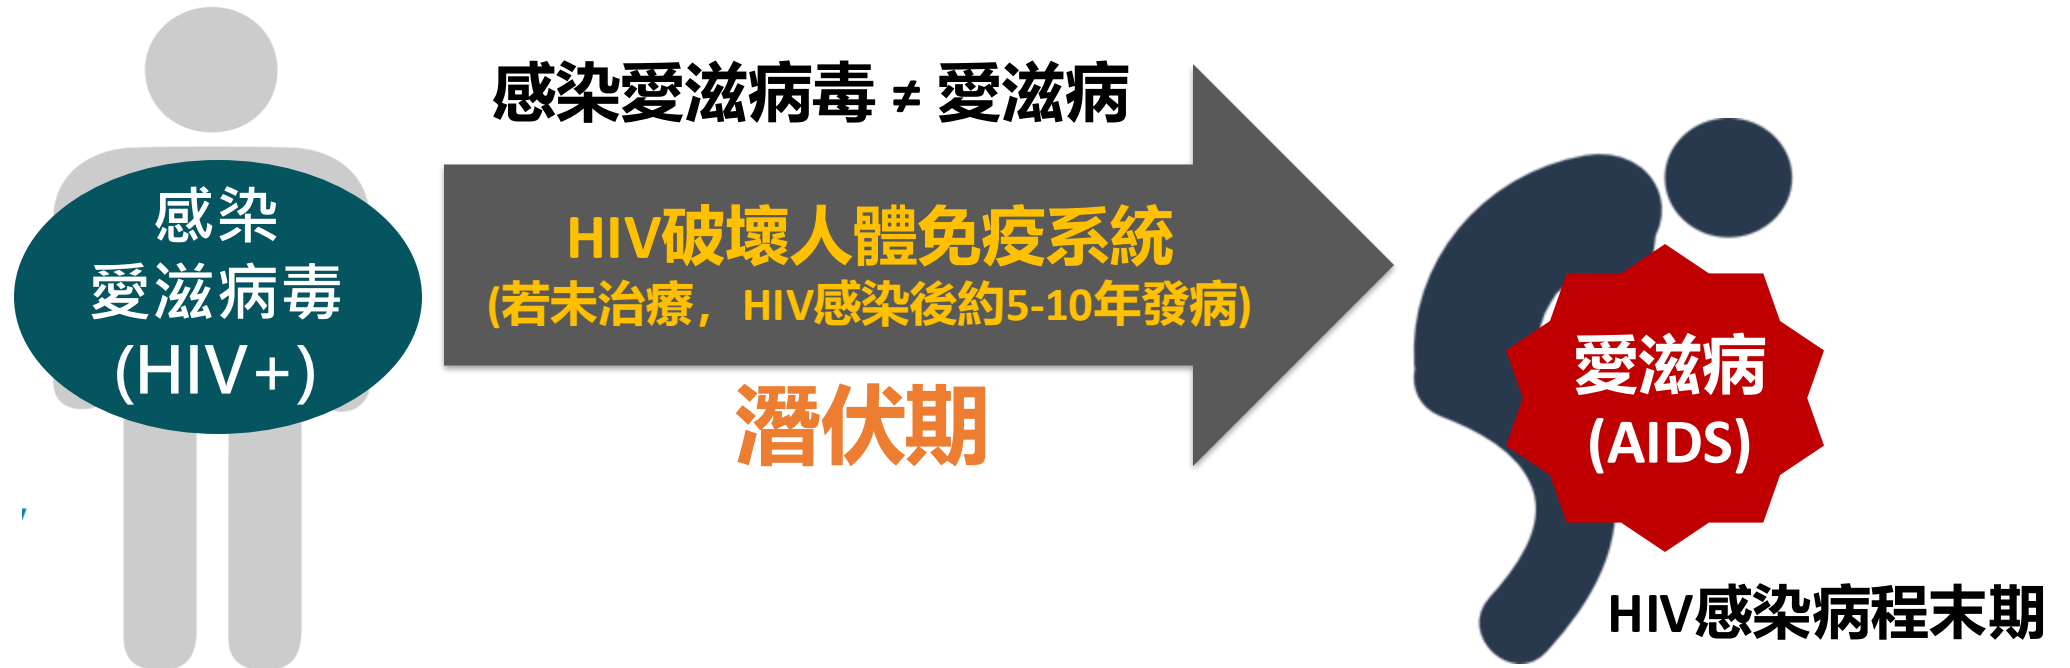 感染
愛滋病毒
(HIV+)
感染愛滋病毒 ≠ 愛滋病
HIV破壞人體免疫系統
(若未治療，HIV感染後約5-10年發病)
潛伏期
愛滋病
(AIDS)
HIV感染病程末期